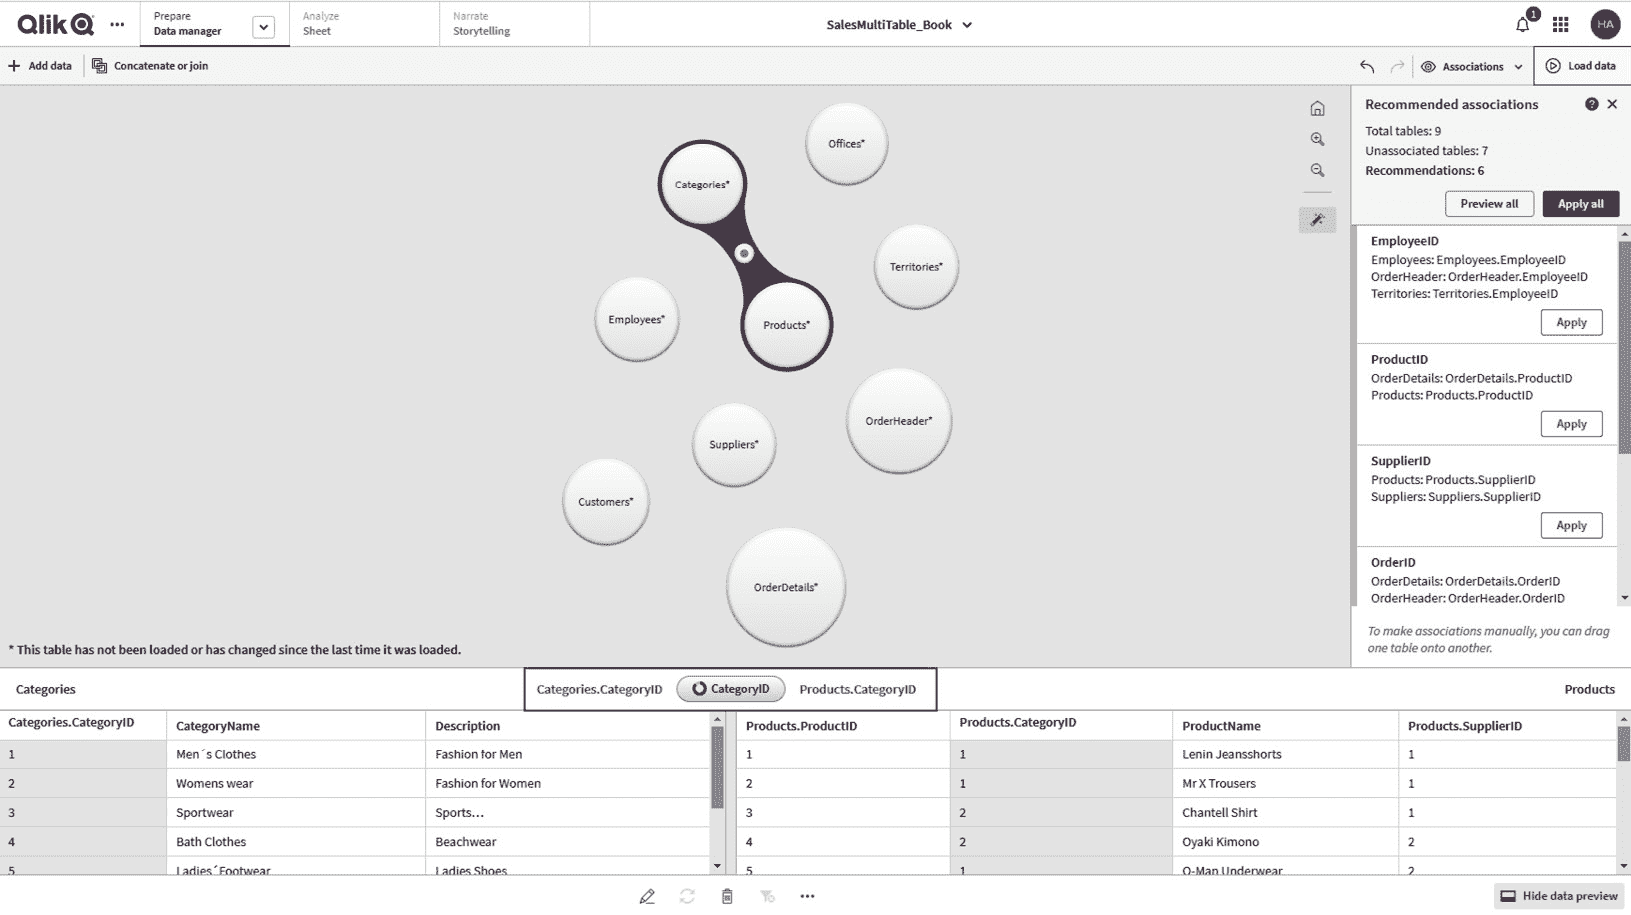 Qlik
Prepare
Data manager
Analyze
Sheet
Narrate
Storytelling
SalesMultiTable_Book
1
HA
Add data
Concatenate or join
Associations
Load data
Categories*
Offices*
Territories*
Employees*
Products*
OrderHeader*
Suppliers*
Customers*
OrderDetails*
* This table has not been loaded or has changed since the last time it was loaded.
Recommended associations
?
Total tables: 9
Unassociated tables: 7
Recommendations: 6
Preview all
Apply all
EmployeeID
Employees: Employees.EmployeeID
OrderHeader: OrderHeader.EmployeeID
Territories: Territories.EmployeeID
Apply
ProductID
OrderDetails: OrderDetails.ProductID
Products: Products.ProductID
Apply
SupplierID
Products: Products.SupplierID
Suppliers: Suppliers.SupplierID
Apply
OrderID
OrderDetails: OrderDetails.OrderID
OrderHeader: OrderHeader.OrderID
To make associations manually, you can drag
one table onto another.
Categories
Categories.CategoryID CategoryID Products.CategoryID
Products
Categories.CategoryID CategoryName Description
1 Men´s Clothes Fashion for Men
2 Womens wear Fashion for Women
3 Sportwear Sports...
4 Bath Clothes Beachwear
5 Ladies´Footwear Ladies Shoes
Products.ProductID Products.CategoryID ProductName Products.SupplierID
1 1 Lenin Jeansshorts 1
2 1 Mr X Trousers 1
3 2 Chantell Shirt 1
4 2 Oyaki Kimono 2
5 1 O-Man Underwear 2
Hide data preview